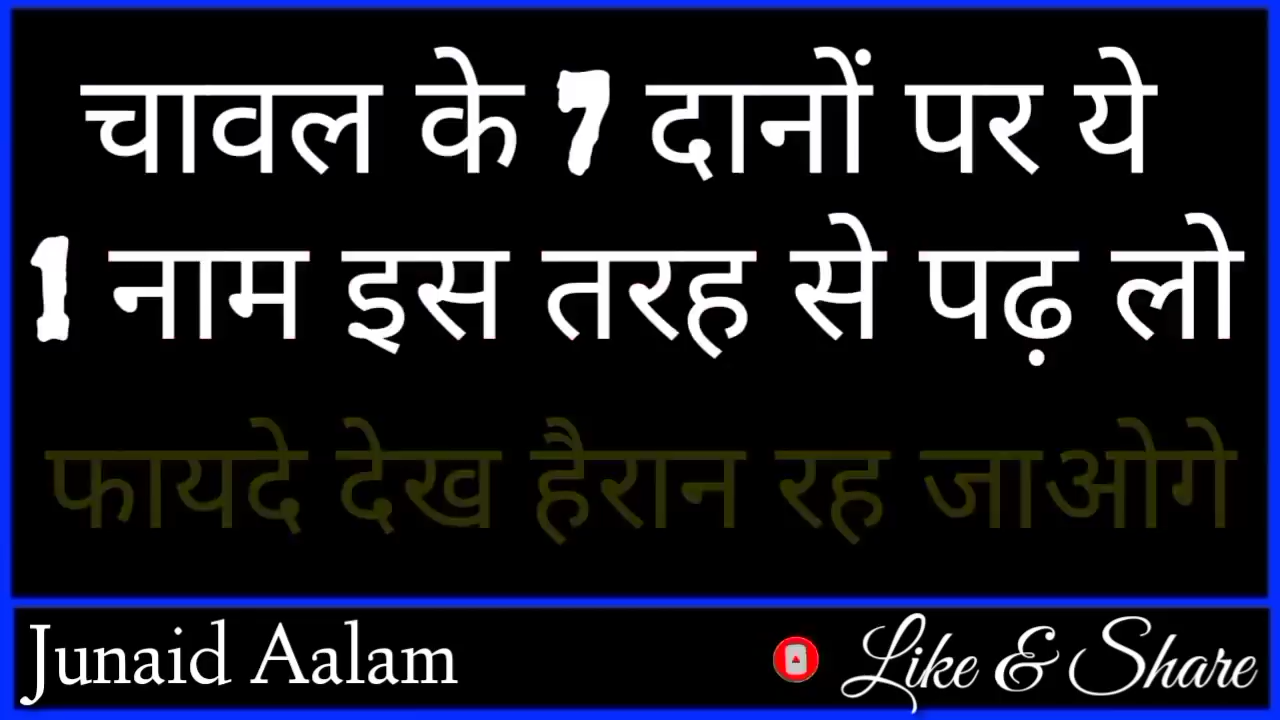 चावल के 7 दानों पर ये
1 नाम इस तरह से पढ़ लो
फायदे देख हैरान रह जाओगे
Junaid Aalam
Like & Share